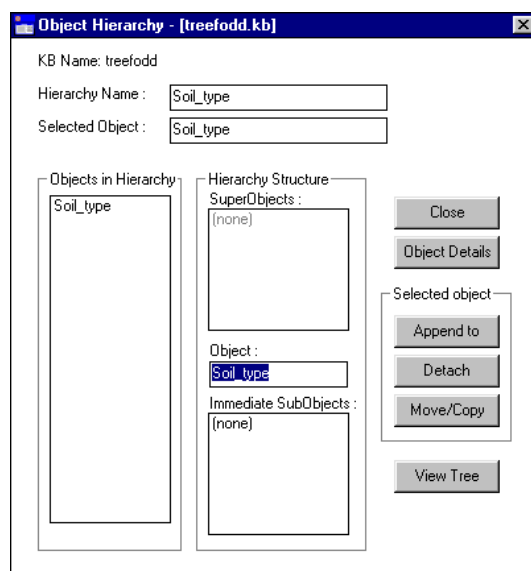 Object Hierarchy - [treefodd.kb]
KB Name: treefodd
Hierarchy Name : Soil_type
Selected Object : Soil_type
Objects in Hierarchy
Soil_type
Hierarchy Structure
SuperObjects :
(none)
Object :
Soil_type
Immediate SubObjects :
(none)
Close
Object Details
Selected object
Append to
Detach
Move/Copy
View Tree